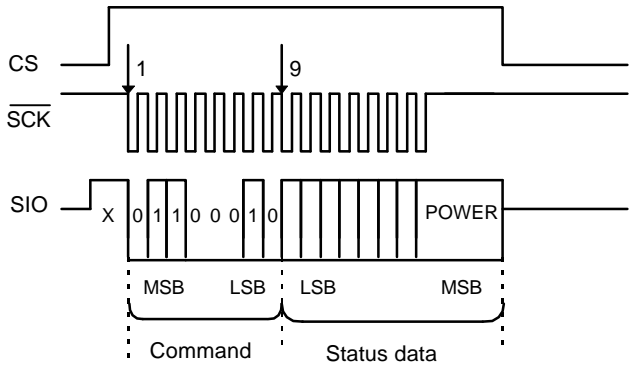 CS
1 9
SCK
SIO X 0 1 1 0 0 0 1 0 POWER
MSB LSB LSB MSB
Command Status data